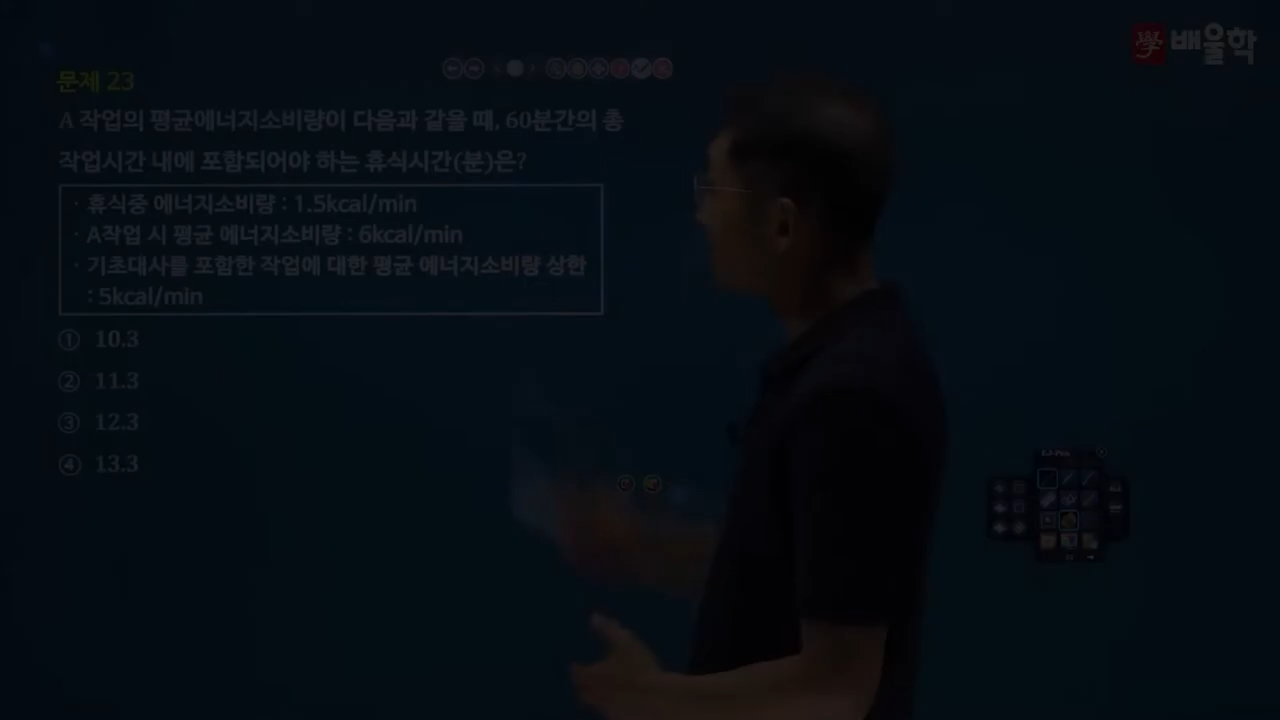 學 배울학
문제 23
A 작업의 평균에너지소비량이 다음과 같을 때, 60분간의 총
작업시간 내에 포함되어야 하는 휴식시간(분)은?
· 휴식중 에너지소비량 : 1.5kcal/min
· A작업 시 평균 에너지소비량 : 6kcal/min
· 기초대사를 포함한 작업에 대한 평균 에너지소비량 상한
: 5kcal/min
① 10.3
② 11.3
③ 12.3
④ 13.3